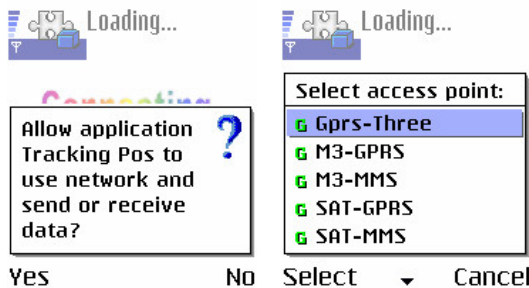 Loading...
Connecting
Allow application
Tracking Pos to
use network and
send or receive
data?
Yes No
Loading...
Select access point:
G Gprs-Three
G M3-GPRS
G M3-MMS
G SAT-GPRS
G SAT-MMS
Select Cancel